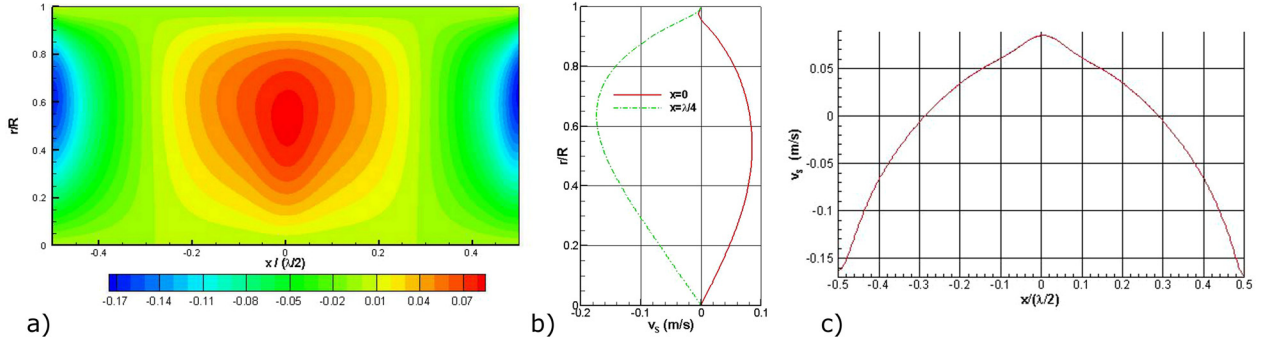 1
0.8
0.6
r/R
0.4
0.2
0
-0.4 -0.2 0 0.2 0.4
x / (λ/2)
-0.17 -0.14 -0.11 -0.08 -0.05 -0.02 0.01 0.04 0.07
a)
1
0.8
x=0
x=λ/4
0.6
r/R
0.4
0.2
0
-0.1 0 0.1
vs (m/s)
b)
0.05
0
vs (m/s)
-0.05
-0.1
-0.15
-0.5 -0.4 -0.3 -0.2 -0.1 0 0.1 0.2 0.3 0.4 0.5
x/(λ/2)
c)